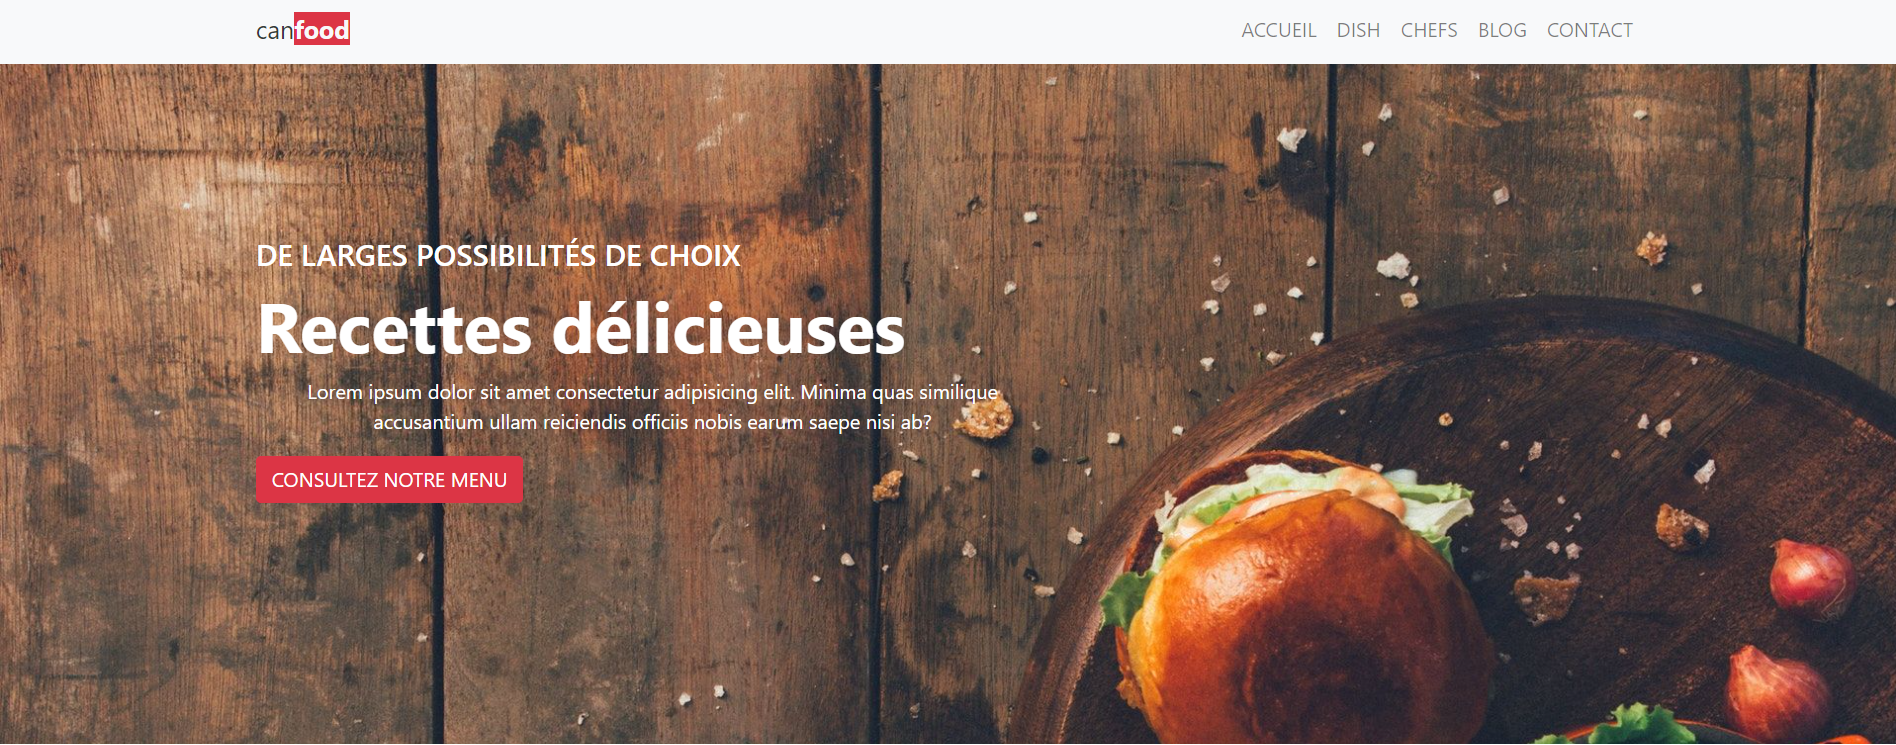 canfood
ACCUEIL DISH CHEFS BLOG CONTACT
DE LARGES POSSIBILITÉS DE CHOIX
Recettes délicieuses
Lorem ipsum dolor sit amet consectetur adipisicing elit. Minima quas similique
accusantium ullam reiciendis officiis nobis earum saepe nisi ab?
CONSULTEZ NOTRE MENU